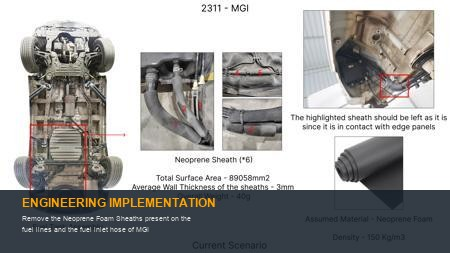 2311 - MGI
The highlighted sheath should be left as it is
since it is in contact with edge panels
Neoprene Sheath (*6)
Total Surface Area - 89058mm2
Average Wall Thickness of the sheaths - 3mm
ENGINEERING IMPLEMENTATION
Remove the Neoprene Foam Sheaths present on the
fuel lines and the fuel inlet hose of MGI
Assumed Material - Neoprene Foam
Density - 150 Kg/m3
Current Scenario